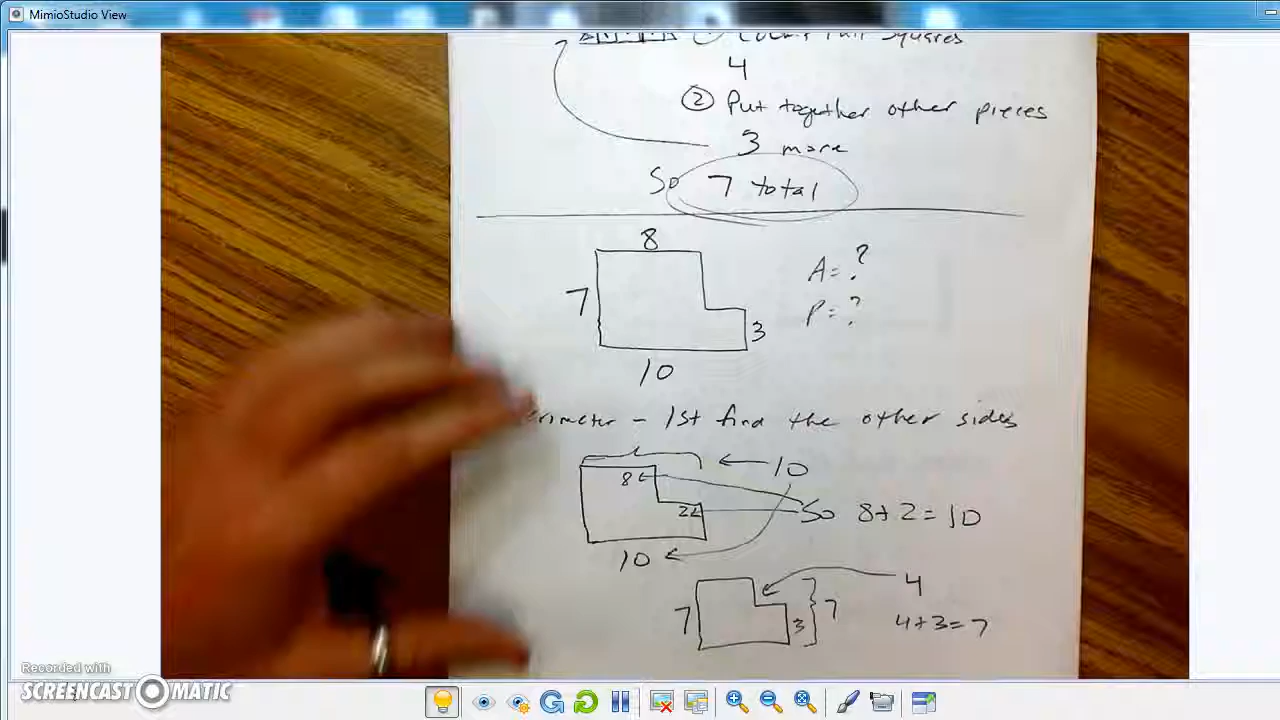 MimioStudio View
4
② Put together other pieces
3 more
So 7 total
8
7
3
10
A = ?
P = ?
erimeter - 1st find the other sides
10
8
2
So 8+2=10
10
7
3
7
4
4+3=7
Recorded with
SCREENCAST MATIC